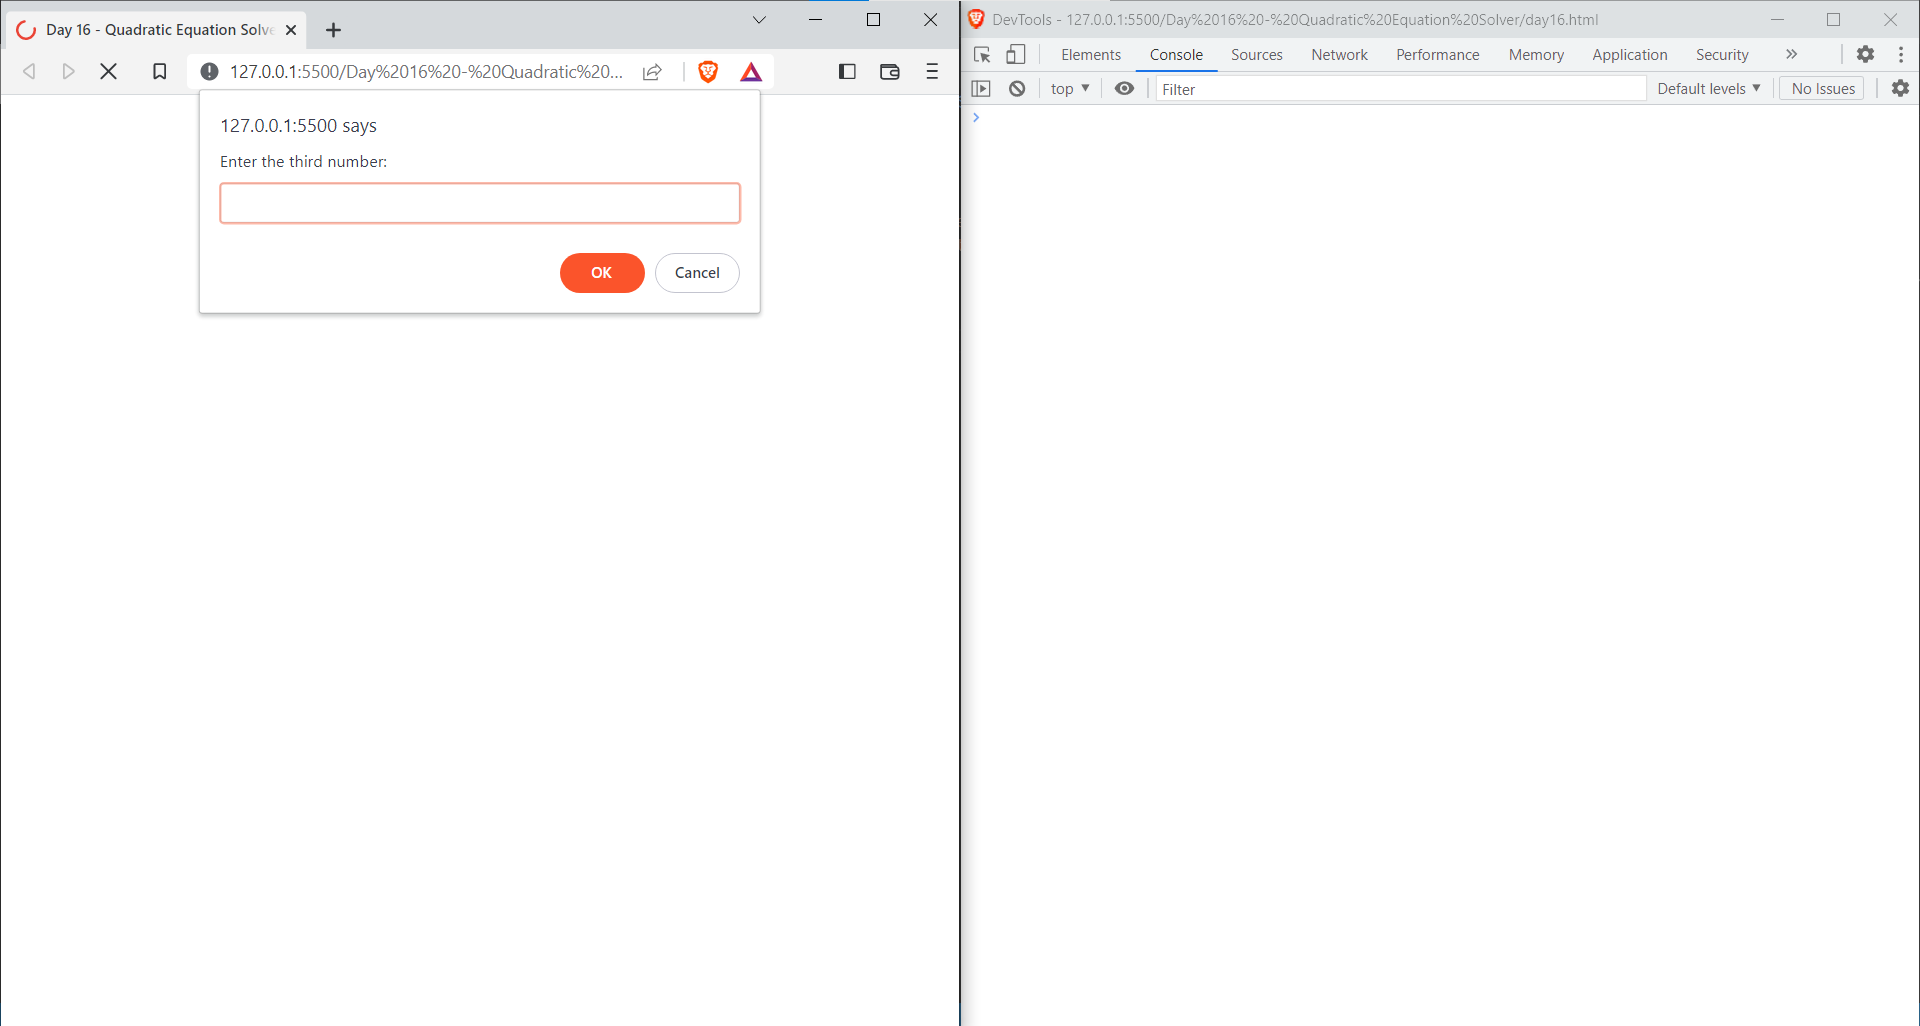 Day 16 - Quadratic Equation Solve
127.0.0.1:5500/Day%2016%20-%20Quadratic%20...
127.0.0.1:5500 says
Enter the third number:
OK
Cancel
DevTools - 127.0.0.1:5500/Day%2016%20-%20Quadratic%20Equation%20Solver/day16.html
Elements Console Sources Network Performance Memory Application Security
top Filter Default levels No Issues